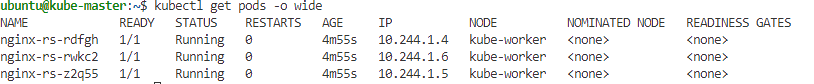 ubuntu@kube-master:~$ kubectl get pods -o wide
NAME READY STATUS RESTARTS AGE IP NODE NOMINATED NODE READINESS GATES
nginx-rs-rdfgh 1/1 Running 0 4m55s 10.244.1.4 kube-worker <none> <none>
nginx-rs-rwkc2 1/1 Running 0 4m55s 10.244.1.6 kube-worker <none> <none>
nginx-rs-z2q55 1/1 Running 0 4m55s 10.244.1.5 kube-worker <none> <none>